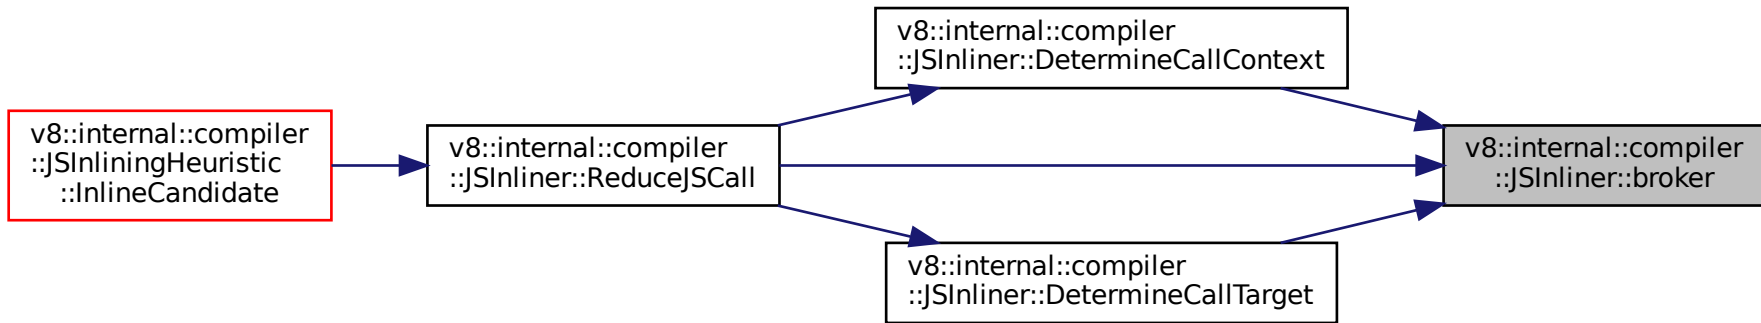 v8::internal::compiler
::JSInliningHeuristic
::InlineCandidate
v8::internal::compiler
::JSInliner::ReduceJSCall
v8::internal::compiler
::JSInliner::DetermineCallContext
v8::internal::compiler
::JSInliner::DetermineCallTarget
v8::internal::compiler
::JSInliner::broker